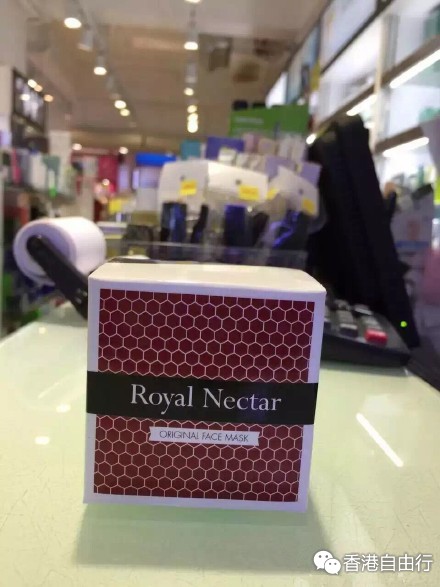 Royal Nectar
ORIGINAL FACE MASK
香港自由行